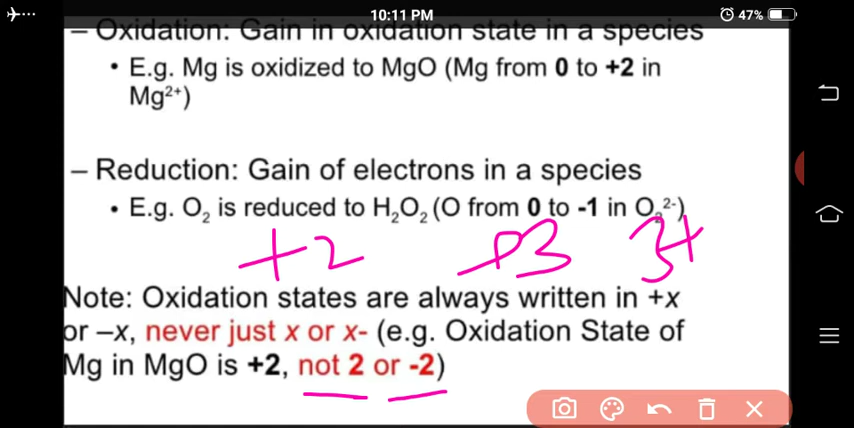 10:11 PM
47%
– Oxidation: Gain in oxidation state in a species
• E.g. Mg is oxidized to MgO (Mg from 0 to +2 in
Mg²⁺)
– Reduction: Gain of electrons in a species
• E.g. O₂ is reduced to H₂O₂ (O from 0 to -1 in O₂²⁻)
+2 +3 3+
Note: Oxidation states are always written in +x
or –x, never just x or x- (e.g. Oxidation State of
Mg in MgO is +2, not 2 or -2)